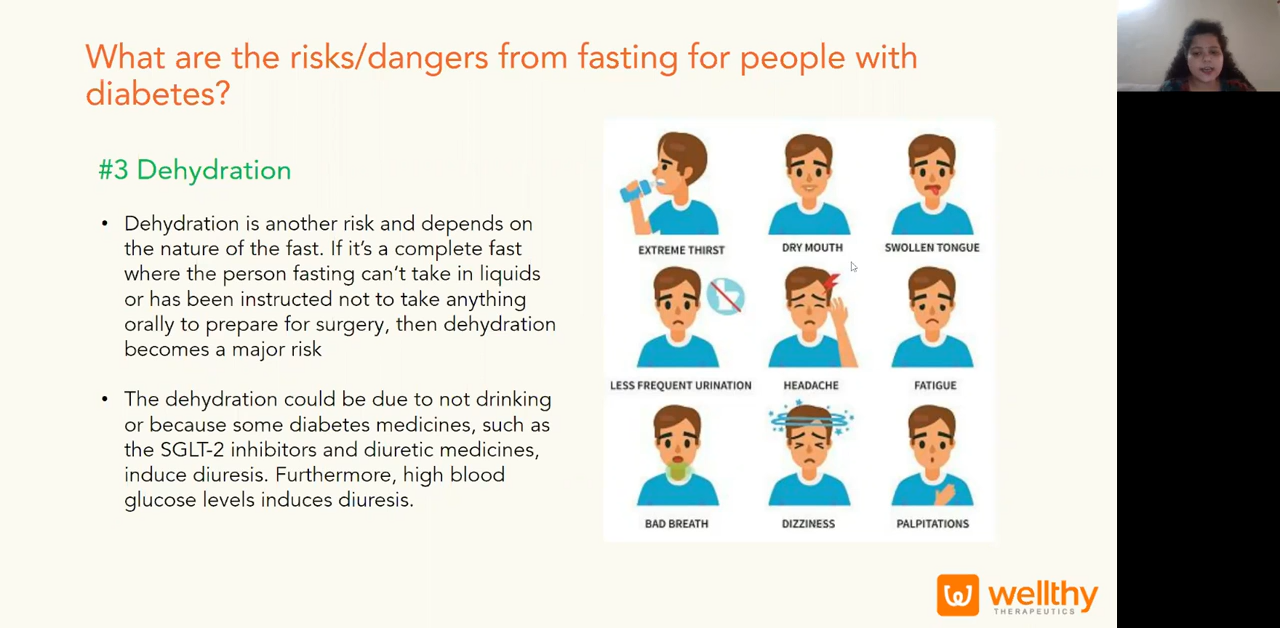 What are the risks/dangers from fasting for people with
diabetes?
#3 Dehydration
• Dehydration is another risk and depends on
the nature of the fast. If it's a complete fast
where the person fasting can't take in liquids
or has been instructed not to take anything
orally to prepare for surgery, then dehydration
becomes a major risk
• The dehydration could be due to not drinking
or because some diabetes medicines, such as
the SGLT-2 inhibitors and diuretic medicines,
induce diuresis. Furthermore, high blood
glucose levels induces diuresis.
EXTREME THIRST
DRY MOUTH
SWOLLEN TONGUE
LESS FREQUENT URINATION
HEADACHE
FATIGUE
BAD BREATH
DIZZINESS
PALPITATIONS
wellthy
THERAPEUTICS